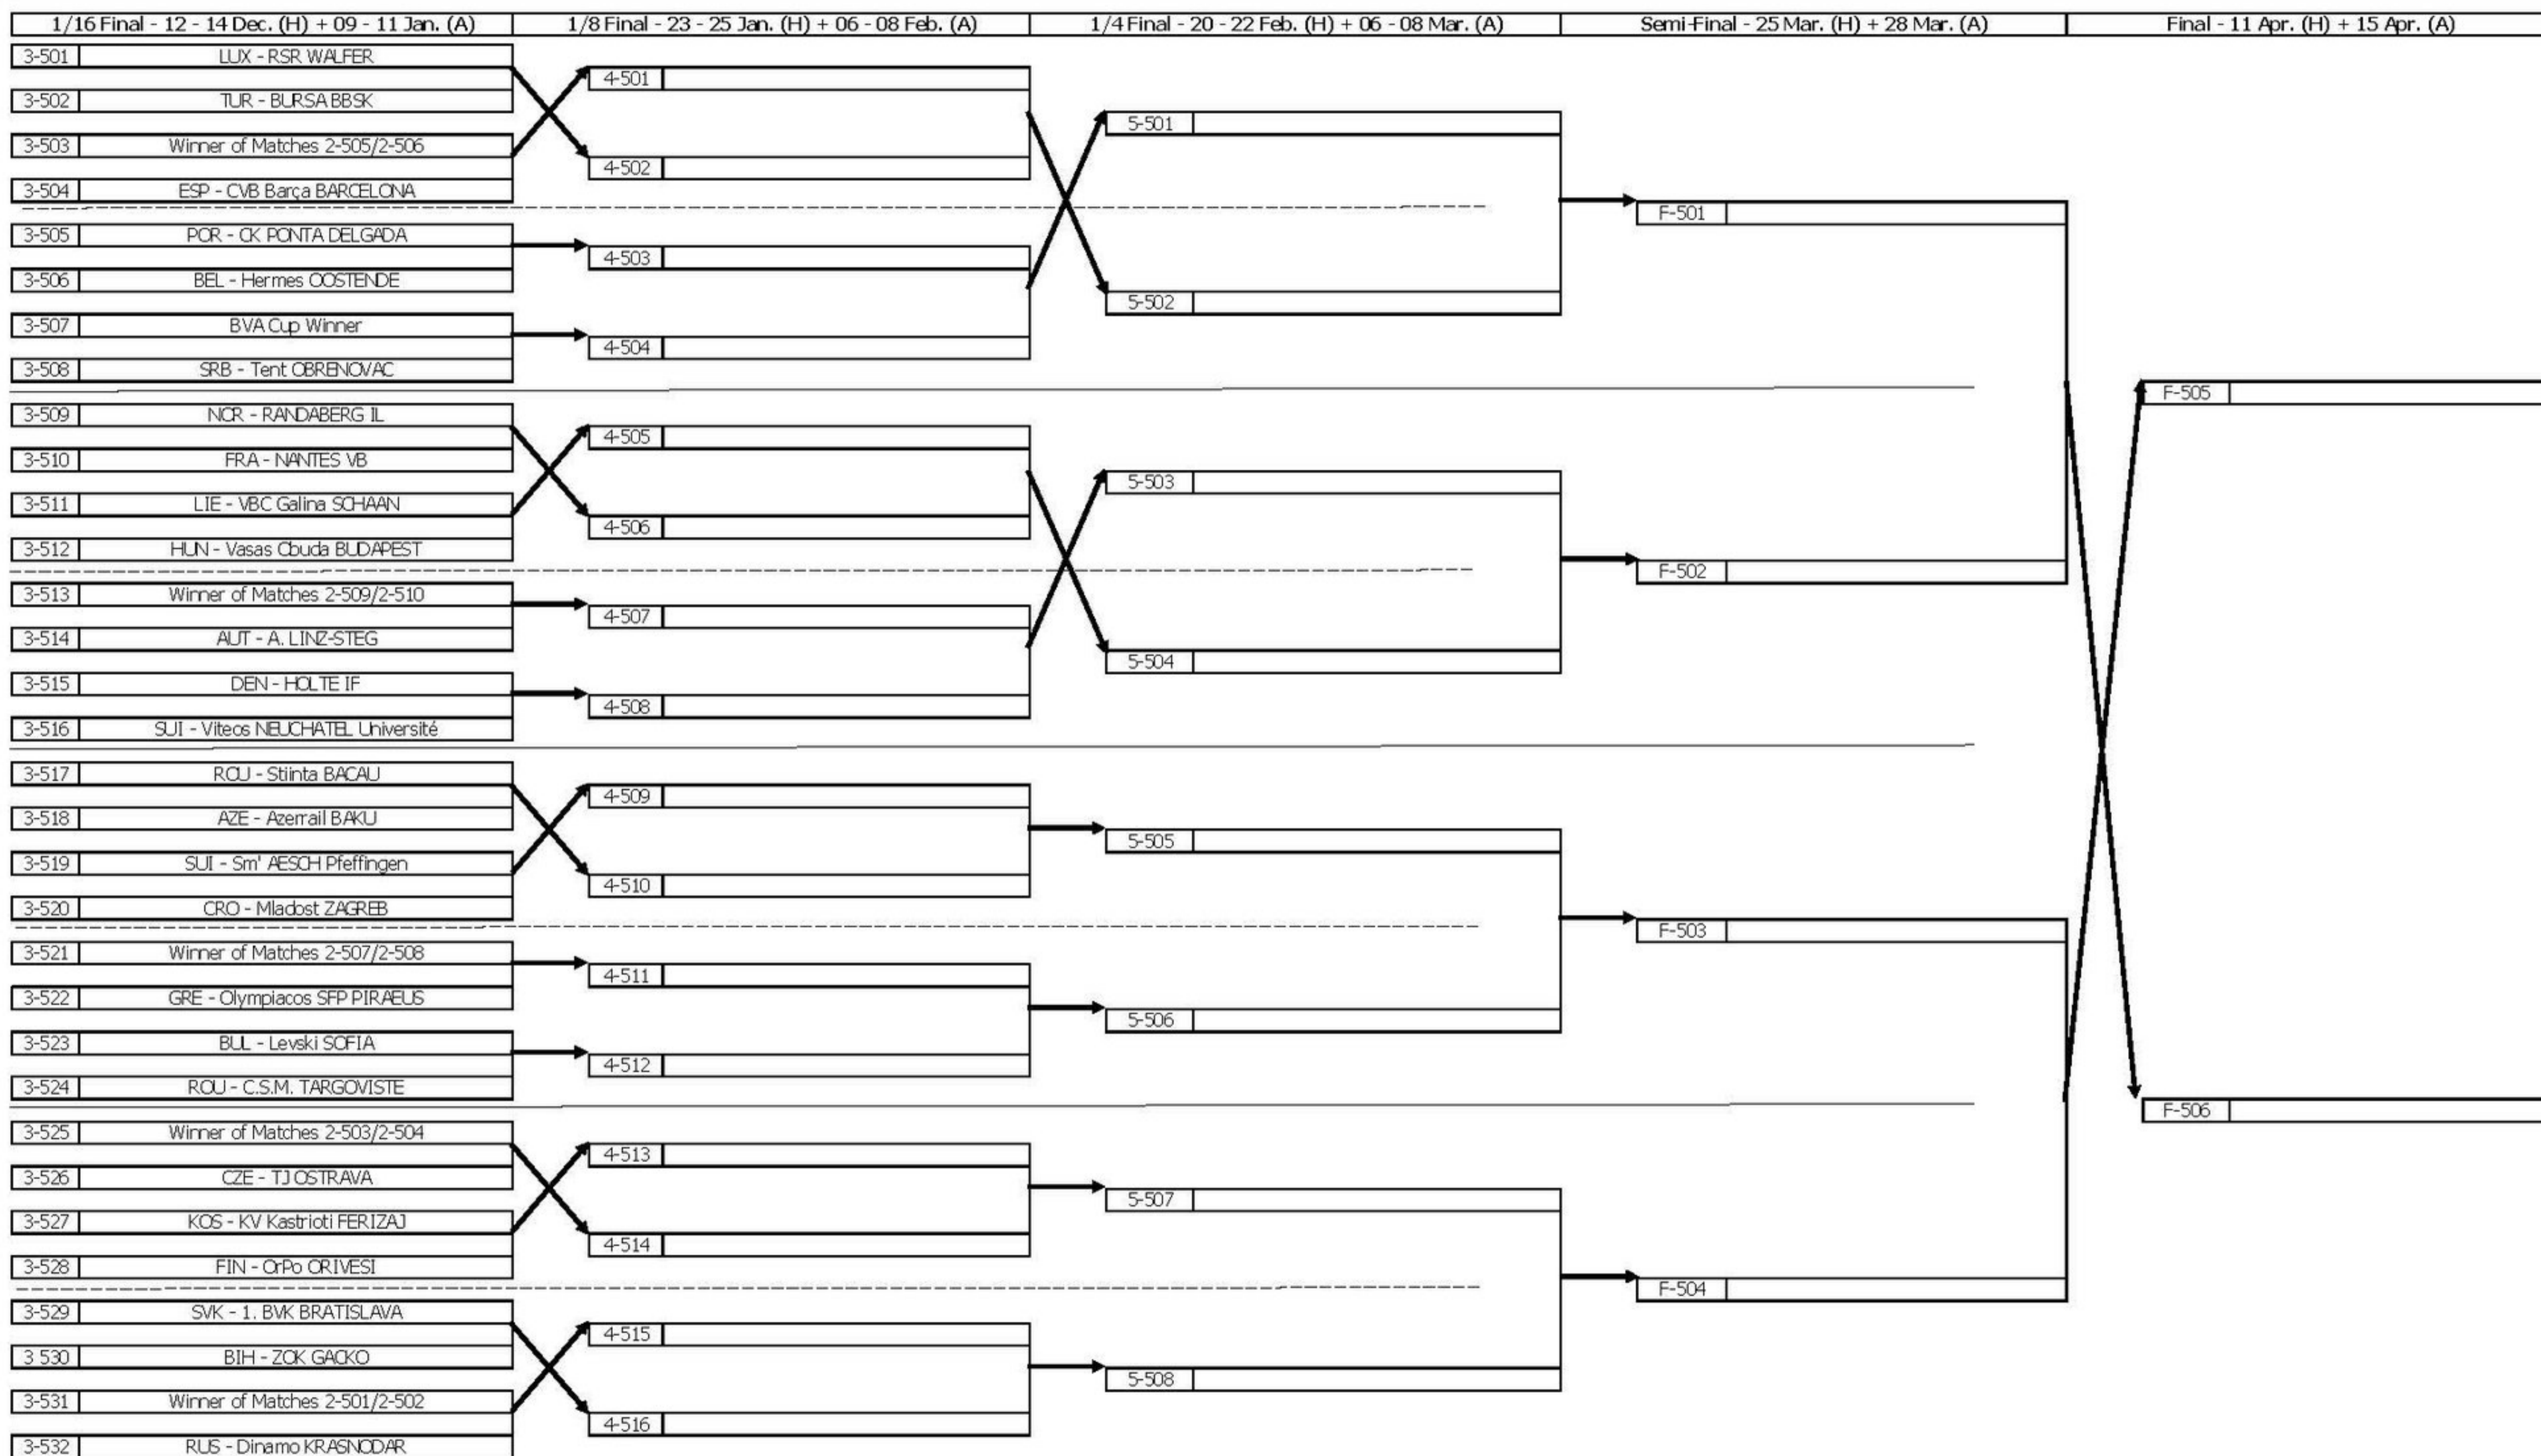 1/16 Final - 12 - 14 Dec. (H) + 09 - 11 Jan. (A)
1/8 Final - 23 - 25 Jan. (H) + 06 - 08 Feb. (A)
1/4 Final - 20 - 22 Feb. (H) + 06 - 08 Mar. (A)
Semi-Final - 25 Mar. (H) + 28 Mar. (A)
Final - 11 Apr. (H) + 15 Apr. (A)
3-501 LUX - RSR WALFER
3-502 TUR - BURSA BBSK
3-503 Winner of Matches 2-505/2-506
3-504 ESP - CVB Barça BARCELONA
3-505 POR - CK PONTA DELGADA
3-506 BEL - Hermes OOSTENDE
3-507 BVA Cup Winner
3-508 SRB - Tent OBRENOVAC
3-509 NOR - RANDABERG IL
3-510 FRA - NANTES VB
3-511 LIE - VBC Galina SCHAAN
3-512 HUN - Vasas Obuda BUDAPEST
3-513 Winner of Matches 2-509/2-510
3-514 AUT - A. LINZ-STEG
3-515 DEN - HOLTE IF
3-516 SUI - Viteos NEUCHATEL Université
3-517 ROU - Stiinta BACAU
3-518 AZE - Azerrail BAKU
3-519 SUI - Sm' AESCH Pfeffingen
3-520 CRO - Mladost ZAGREB
3-521 Winner of Matches 2-507/2-508
3-522 GRE - Olympiacos SFP PIRAEUS
3-523 BUL - Levski SOFIA
3-524 ROU - C.S.M. TARGOVISTE
3-525 Winner of Matches 2-503/2-504
3-526 CZE - TJ OSTRAVA
3-527 KOS - KV Kastrioti FERIZAJ
3-528 FIN - OrPo ORIVESI
3-529 SVK - 1. BVK BRATISLAVA
3 530 BIH - ZOK GACKO
3-531 Winner of Matches 2-501/2-502
3-532 RUS - Dinamo KRASNODAR
4-501
4-502
4-503
4-504
4-505
4-506
4-507
4-508
4-509
4-510
4-511
4-512
4-513
4-514
4-515
4-516
5-501
5-502
5-503
5-504
5-505
5-506
5-507
5-508
F-501
F-502
F-503
F-504
F-505
F-506